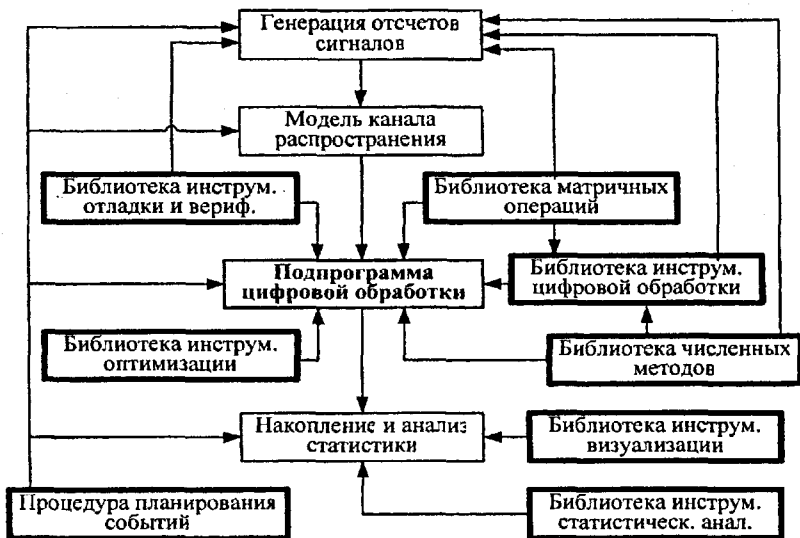 Генерация отсчетов
сигналов
Модель канала
распространения
Библиотека инструм.
отладки и вериф.
Библиотека матричных
операций
Подпрограмма
цифровой обработки
Библиотека инструм.
цифровой обработки
Библиотека инструм.
оптимизации
Библиотека численных
методов
Накопление и анализ
статистики
Библиотека инструм.
визуализации
Процедура планирования
событий
Библиотека инструм.
статистическ. анал.